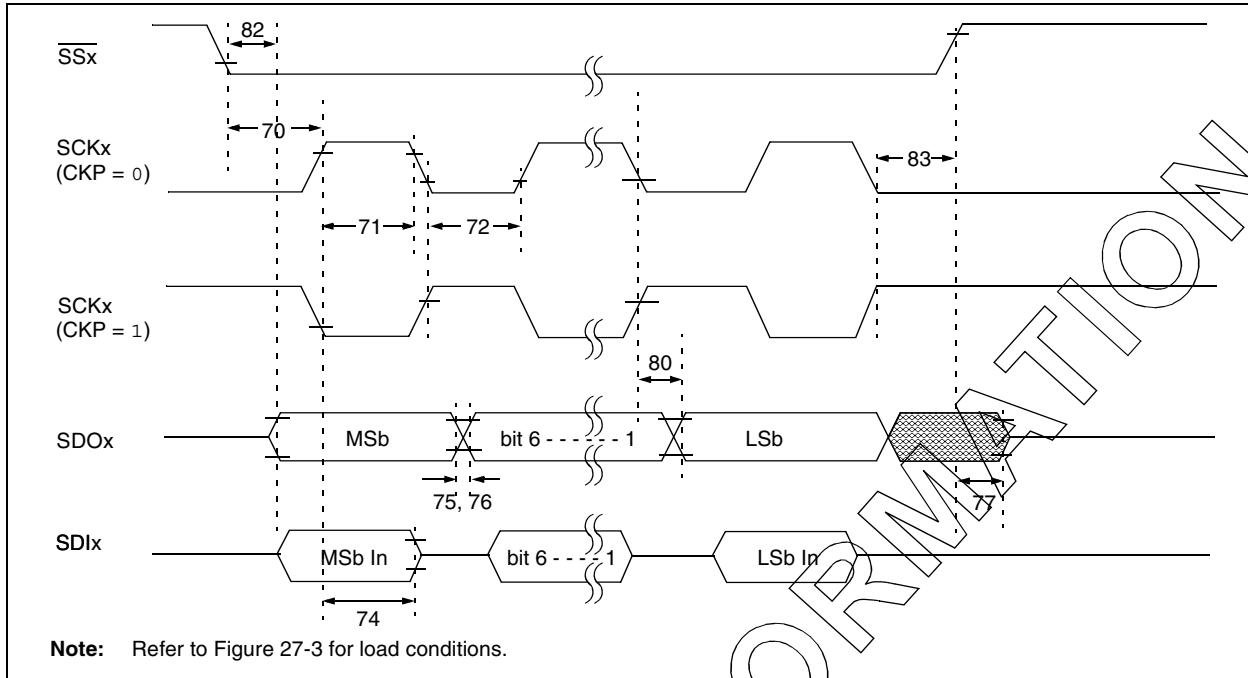 82
SSx
70
SCKx
(CKP = 0)
83
71
72
SCKx
(CKP = 1)
80
SDOx
MSb
bit 6 - - - - - - 1
LSb
75, 76
77
SDIx
MSb In
bit 6 - - - - 1
LSb In
74
Note: Refer to Figure 27-3 for load conditions.
ORMATION